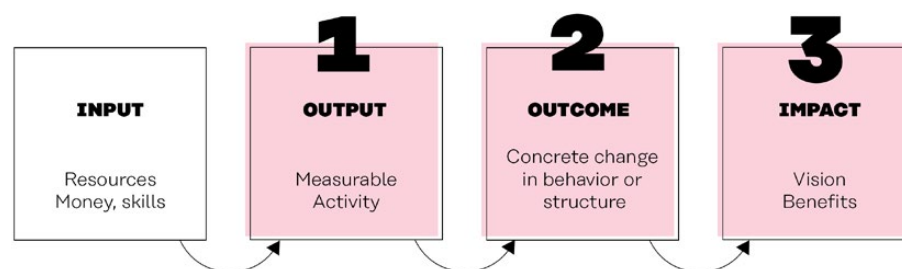 INPUT
Resources
Money, skills
1
OUTPUT
Measurable
Activity
2
OUTCOME
Concrete change
in behavior or
structure
3
IMPACT
Vision
Benefits